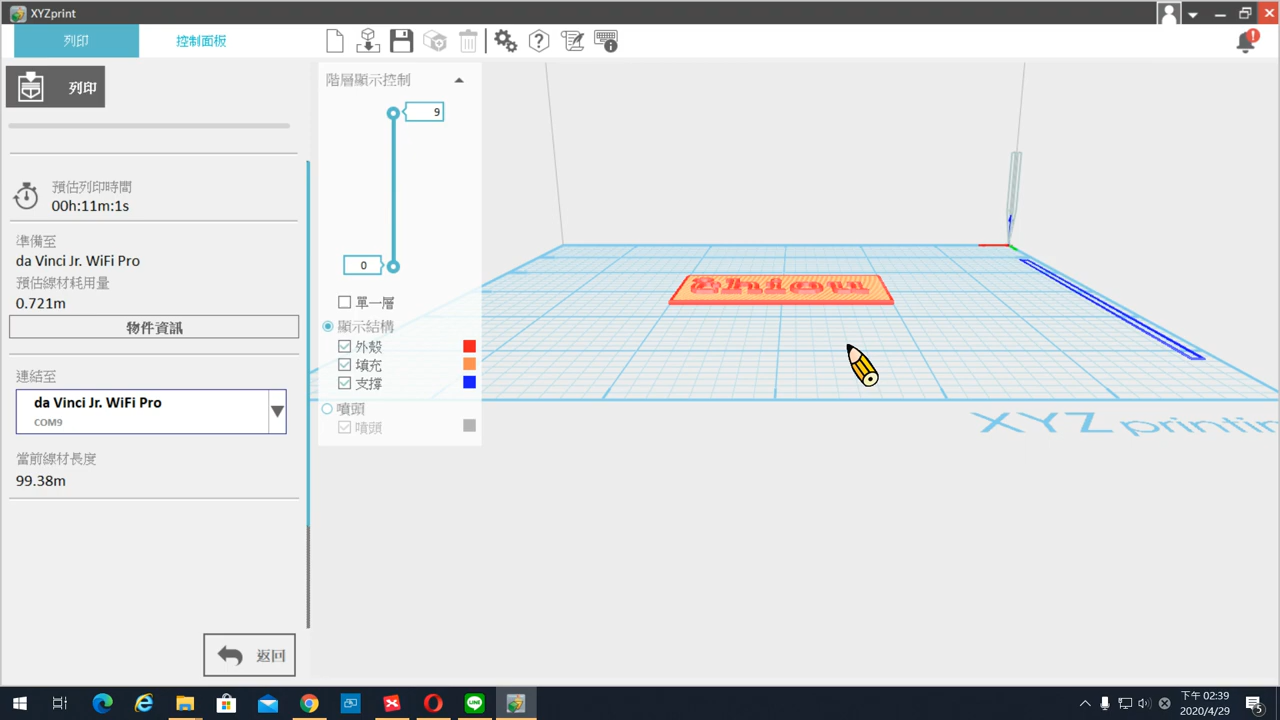 XYZprint
列印
控制面板
列印
階層顯示控制
9
預估列印時間
00h:11m:1s
準備至
da Vinci Jr. WiFi Pro
預估線材耗用量
0.721m
物件資訊
0
單一層
顯示結構
外殼
填充
支撐
噴頭
噴頭
連結至
da Vinci Jr. WiFi Pro
COM9
當前線材長度
99.38m
XYZprintin
返回
下午 02:39
2020/4/29
5